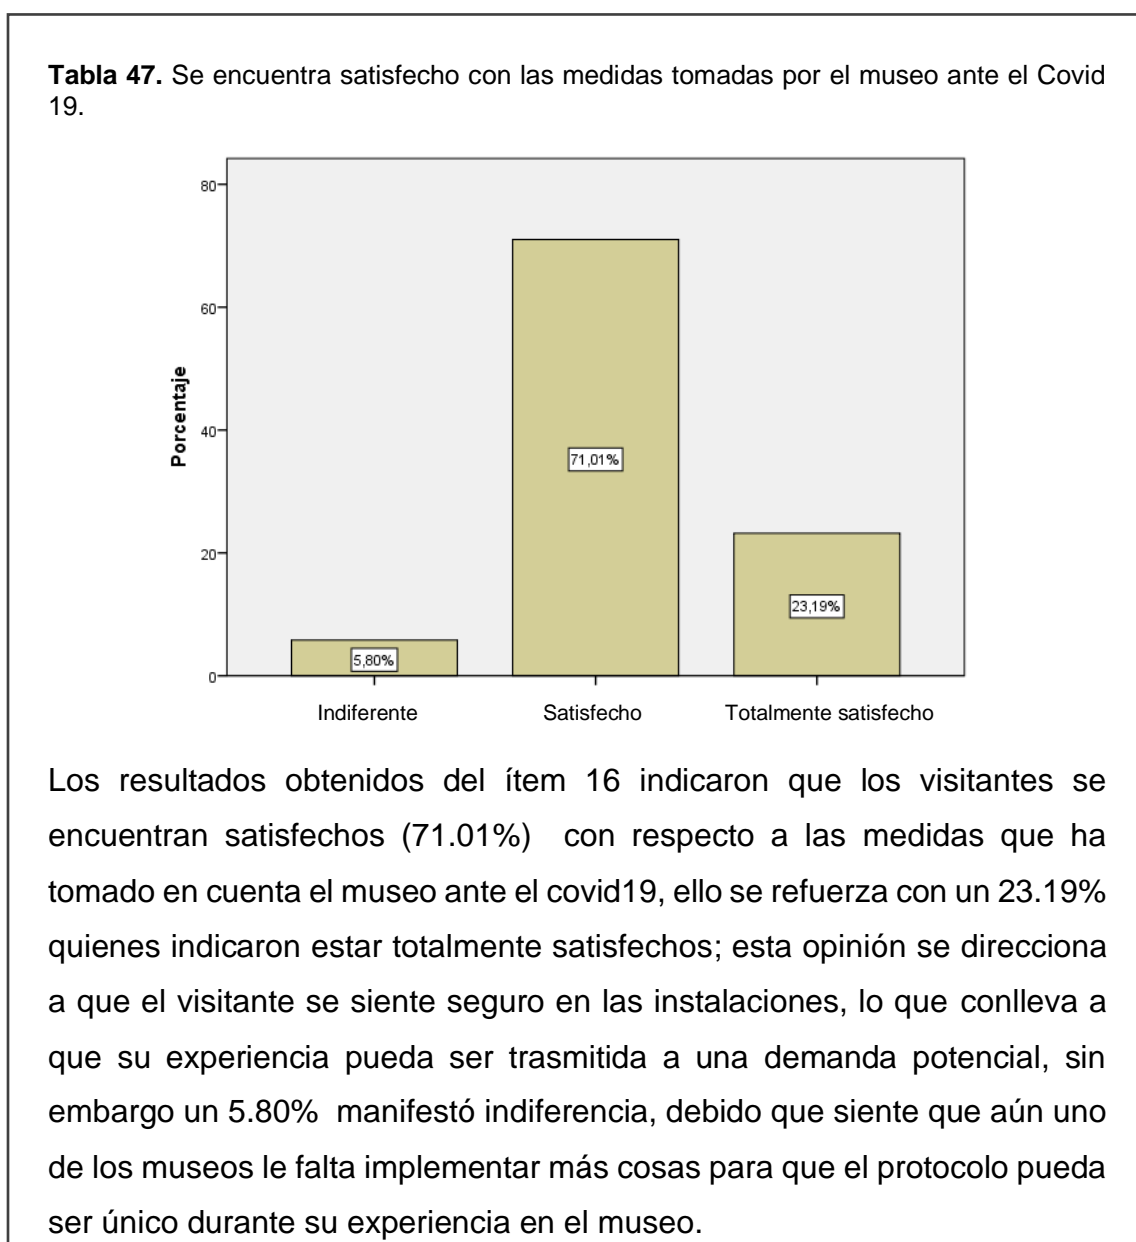 Tabla 47. Se encuentra satisfecho con las medidas tomadas por el museo ante el Covid
19.
80
60
40
20
0
Porcentaje
5,80%
71,01%
23,19%
Indiferente
Satisfecho
Totalmente satisfecho
Los resultados obtenidos del ítem 16 indicaron que los visitantes se
encuentran satisfechos (71.01%) con respecto a las medidas que ha
tomado en cuenta el museo ante el covid19, ello se refuerza con un 23.19%
quienes indicaron estar totalmente satisfechos; esta opinión se direcciona
a que el visitante se siente seguro en las instalaciones, lo que conlleva a
que su experiencia pueda ser trasmitida a una demanda potencial, sin
embargo un 5.80% manifestó indiferencia, debido que siente que aún uno
de los museos le falta implementar más cosas para que el protocolo pueda
ser único durante su experiencia en el museo.